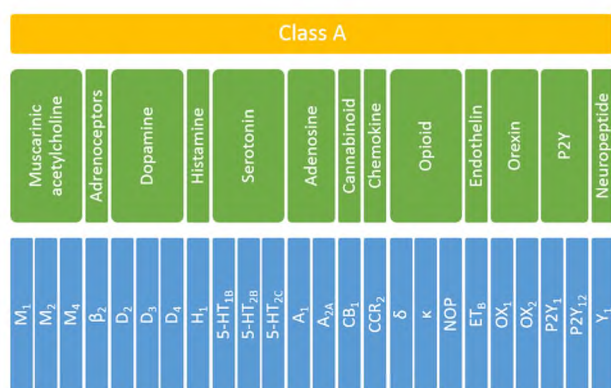 Class A
Muscarinic
acetylcholine
Adrenoceptors
Dopamine
Histamine
Serotonin
Adenosine
Cannabinoid
Chemokine
Opioid
Endothelin
Orexin
P2Y
Neuropeptide
M₁
M₂
M₄
β₂
D₂
D₃
D₄
H₁
5-HT₁B
5-HT₂B
5-HT₂C
A₁
A₂A
CB₁
CCR₂
δ
κ
NOP
ET_B
OX₁
OX₂
P2Y₁
P2Y₁₂
Y₁